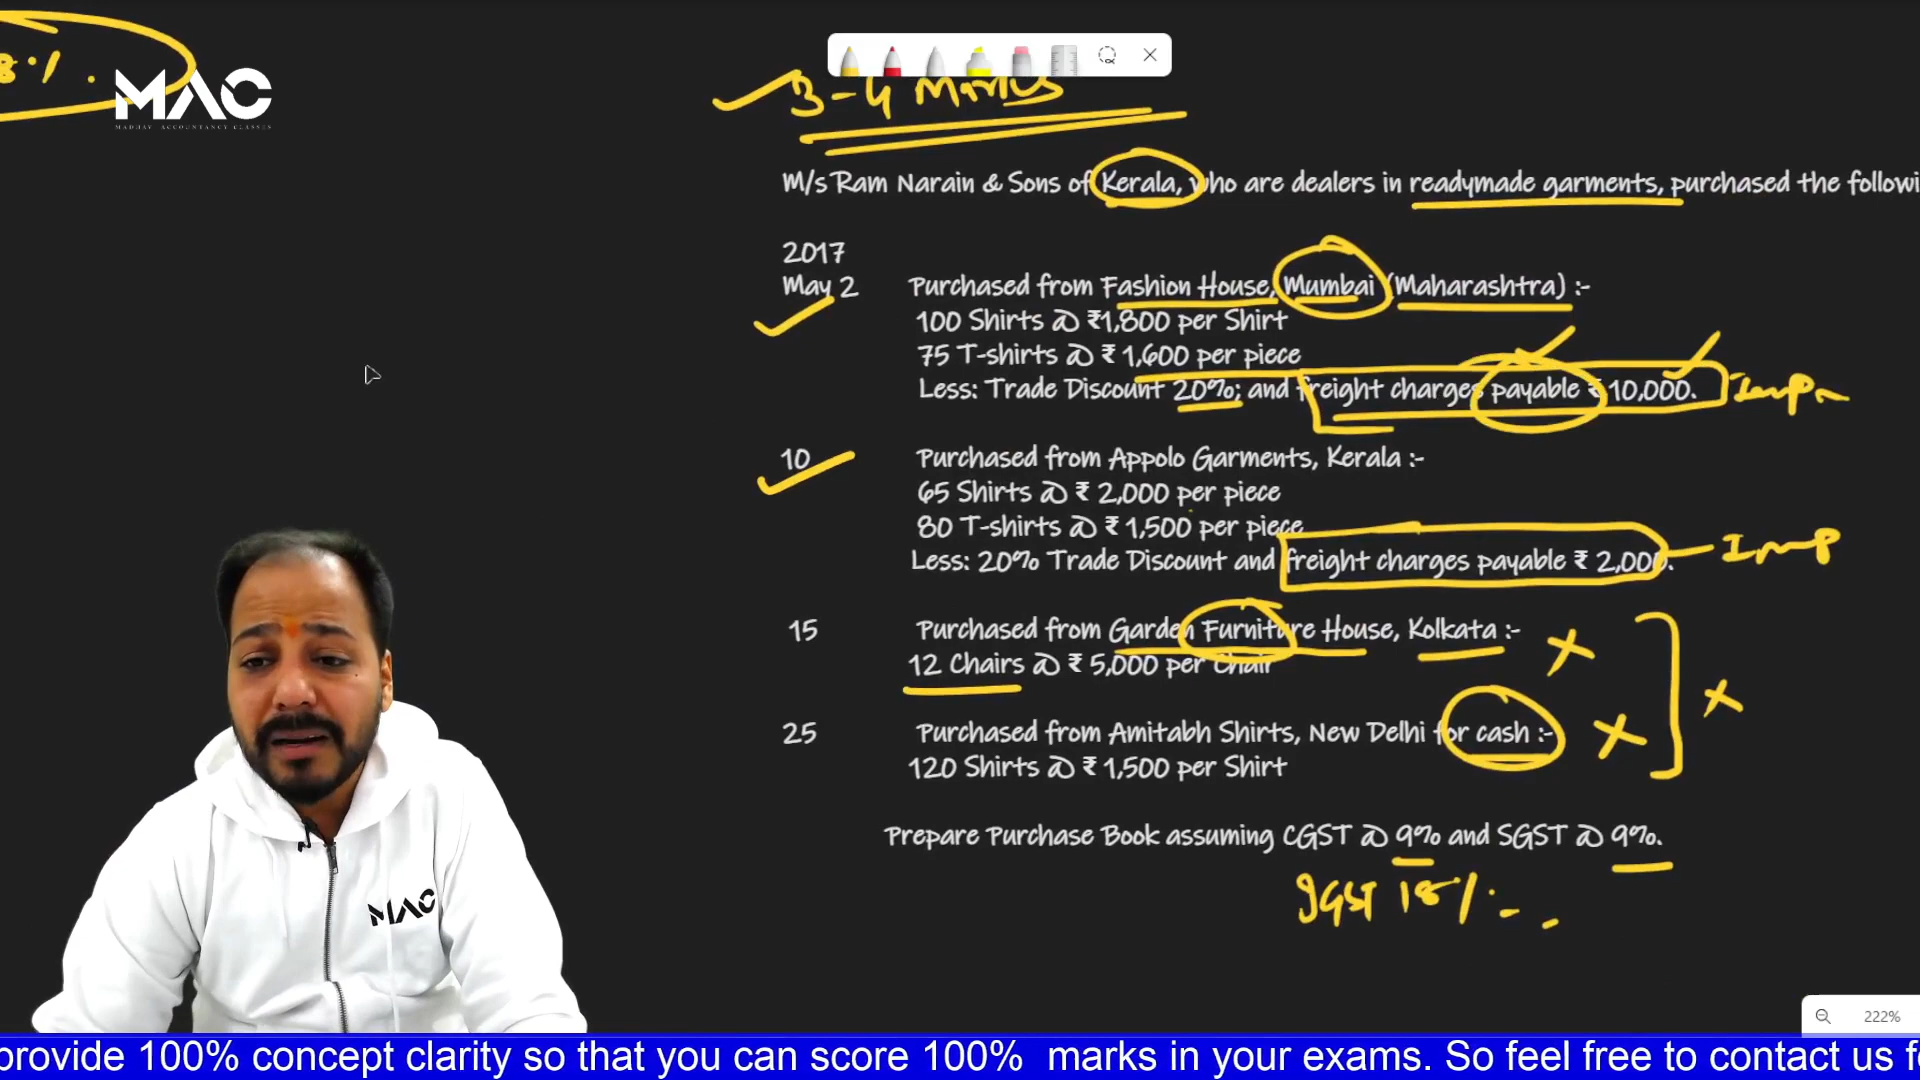 8%.
MAC
MADHAV ACCOUNTANCY CLASSES
3-4 Marks
M/s Ram Narain & Sons of Kerala, who are dealers in readymade garments, purchased the followi
2017
May 2 Purchased from Fashion House, Mumbai (Maharashtra) :-
100 Shirts @ ₹1,800 per Shirt
75 T-shirts @ ₹ 1,600 per piece
Less: Trade Discount 20%; and freight charges payable ₹ 10,000. Imp
10 Purchased from Appolo Garments, Kerala :-
65 Shirts @ ₹ 2,000 per piece
80 T-shirts @ ₹ 1,500 per piece
Less: 20% Trade Discount and freight charges payable ₹ 2,000. Imp
15 Purchased from Garden Furniture House, Kolkata :-
12 Chairs @ ₹ 5,000 per Chair
25 Purchased from Amitabh Shirts, New Delhi for cash :-
120 Shirts @ ₹ 1,500 per Shirt
Prepare Purchase Book assuming CGST @ 9% and SGST @ 9%.
IGST 18%.
MAC
222%
provide 100% concept clarity so that you can score 100% marks in your exams. So feel free to contact us f